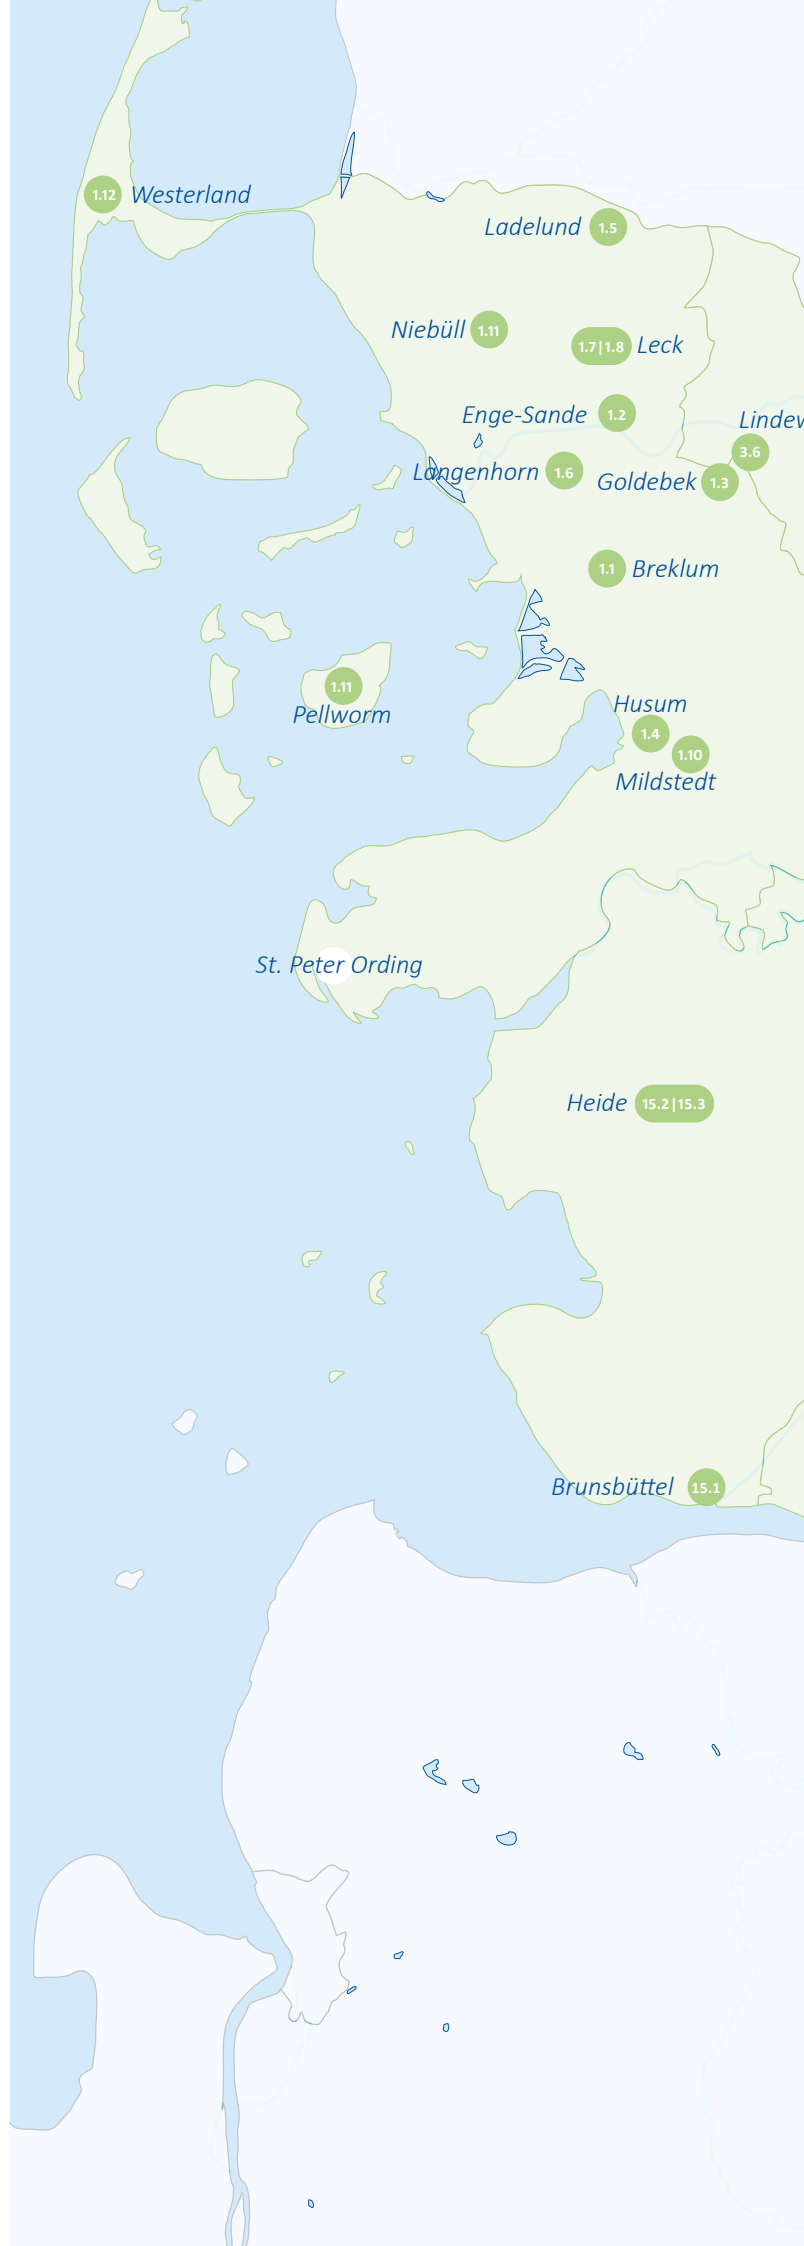 1.12 Westerland
Ladelund 1.5
Niebüll 1.11
1.7|1.8 Leck
Enge-Sande 1.2
Lindew
3.6
Langenhorn 1.6
Goldebek 1.3
1.1 Breklum
1.11
Pellworm
Husum
1.4
1.10
Mildstedt
St. Peter Ording
Heide 15.2|15.3
Brunsbüttel 15.1